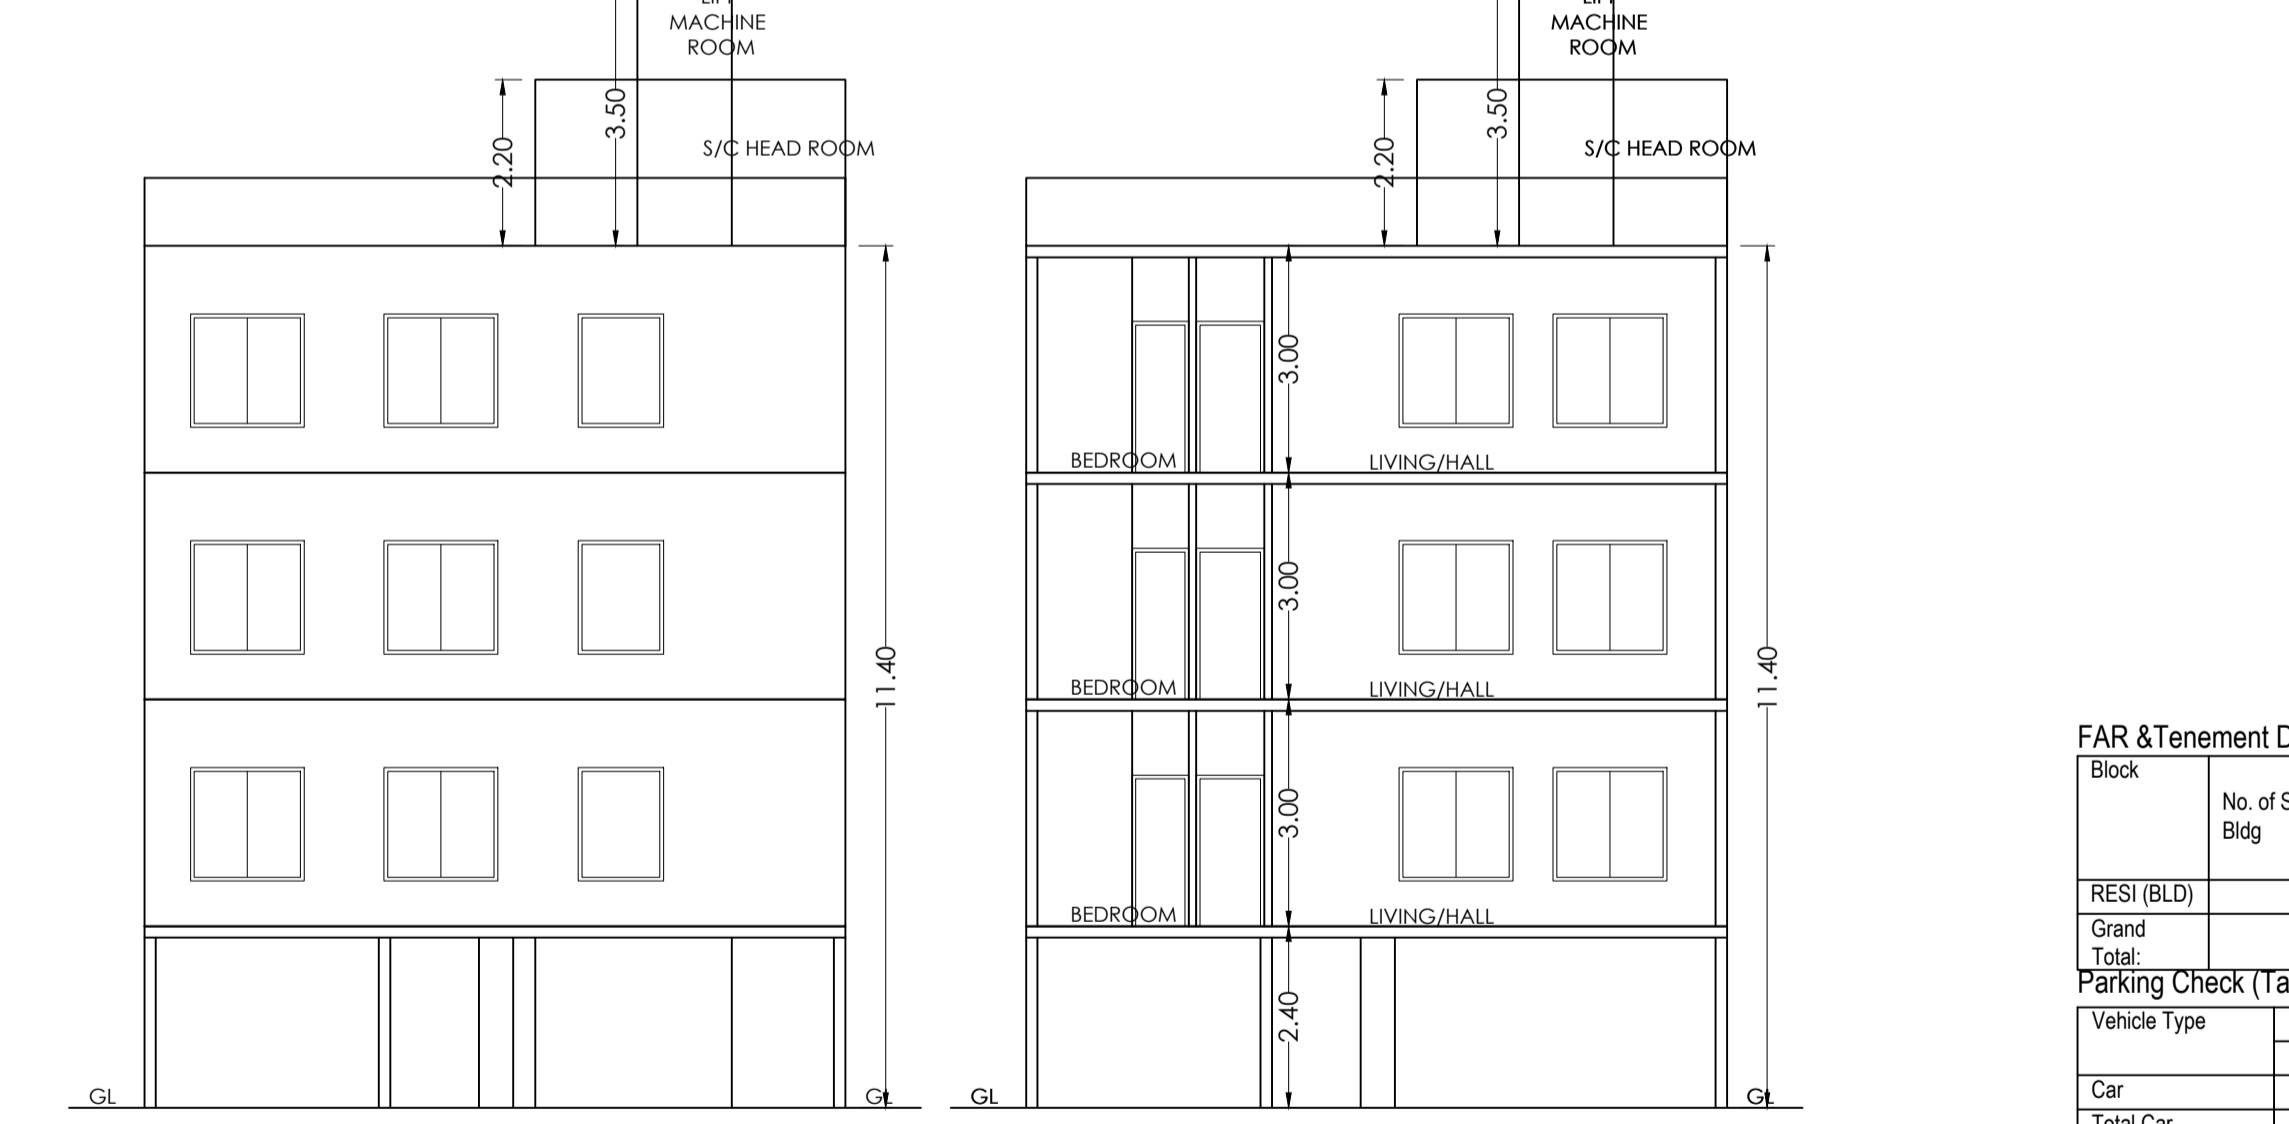 MACHINE
ROOM
3.50
2.20
S/C HEAD ROOM
11.40
GL
GL
MACHINE
ROOM
3.50
2.20
S/C HEAD ROOM
3.00
BEDROOM
LIVING/HALL
3.00
BEDROOM
LIVING/HALL
11.40
3.00
BEDROOM
LIVING/HALL
2.40
GL
GL
FAR &Tenement
Block
No. of
Bldg
RESI (BLD)
Grand
Total:
Parking Check
Vehicle Type
Car
Total Car